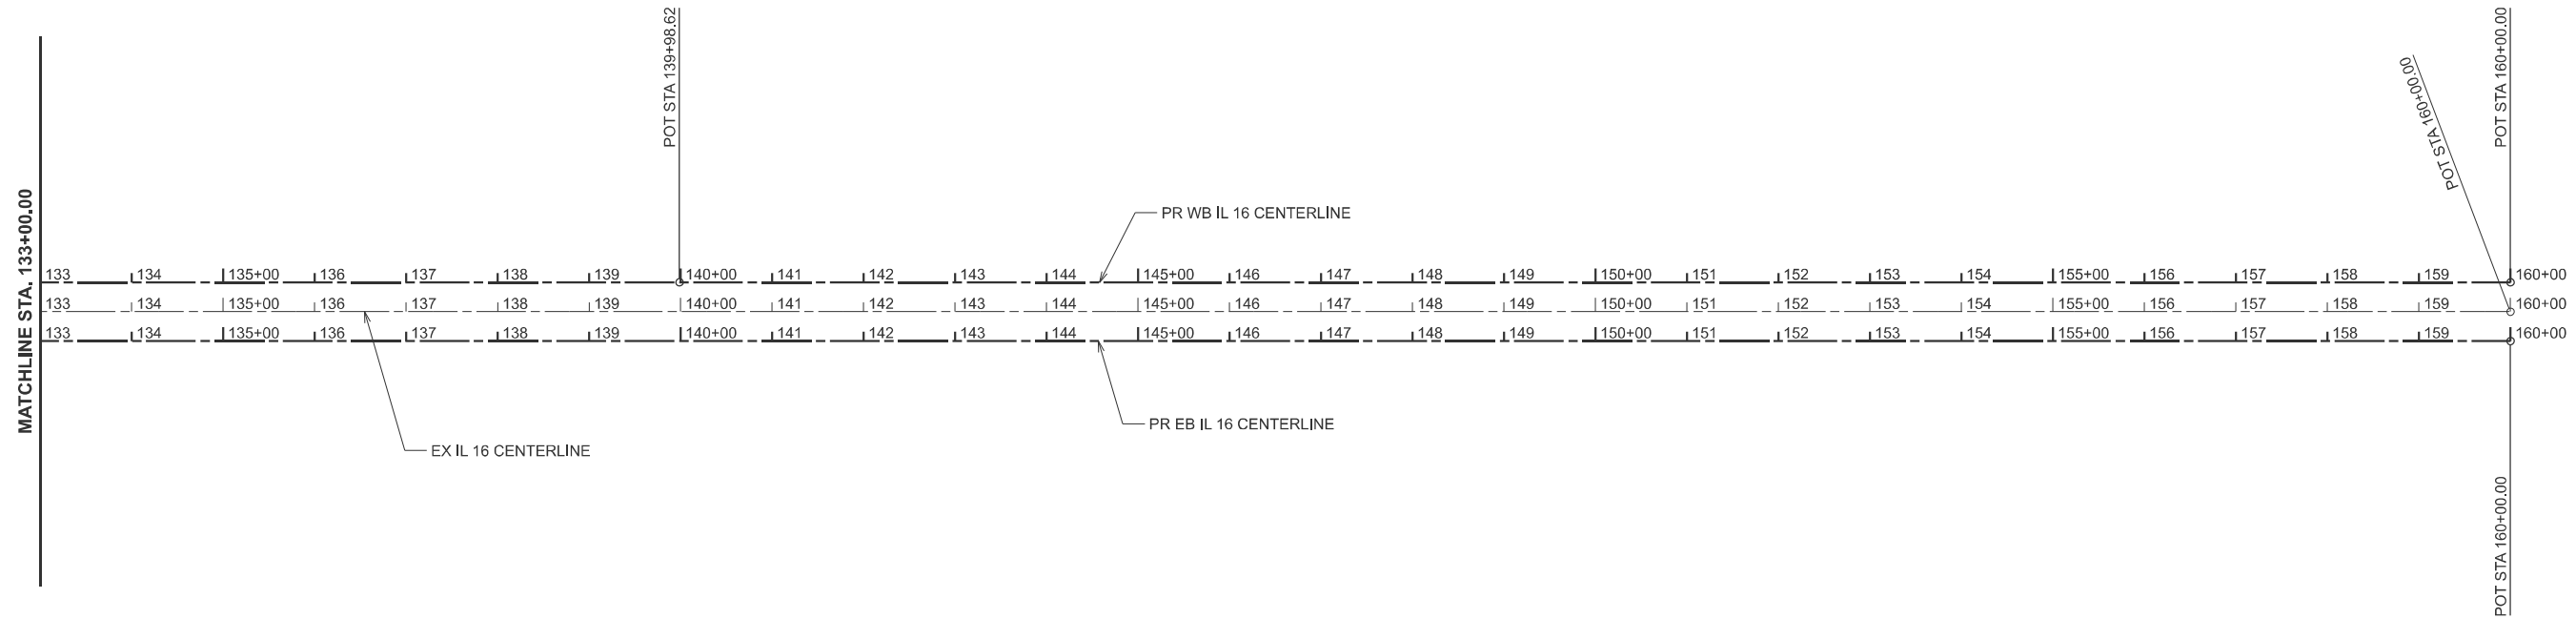 POT STA 139+98.62
POT STA 160+00.00
POT STA 160+00.00
MATCHLINE STA. 133+00.00
PR WB IL 16 CENTERLINE
133 134 135+00 136 137 138 139 140+00 141 142 143 144 145+00 146 147 148 149 150+00 151 152 153 154 155+00 156 157 158 159 160+00
133 134 135+00 136 137 138 139 140+00 141 142 143 144 145+00 146 147 148 149 150+00 151 152 153 154 155+00 156 157 158 159 160+00
133 134 135+00 136 137 138 139 140+00 141 142 143 144 145+00 146 147 148 149 150+00 151 152 153 154 155+00 156 157 158 159 160+00
PR EB IL 16 CENTERLINE
EX IL 16 CENTERLINE
POT STA 160+00.00